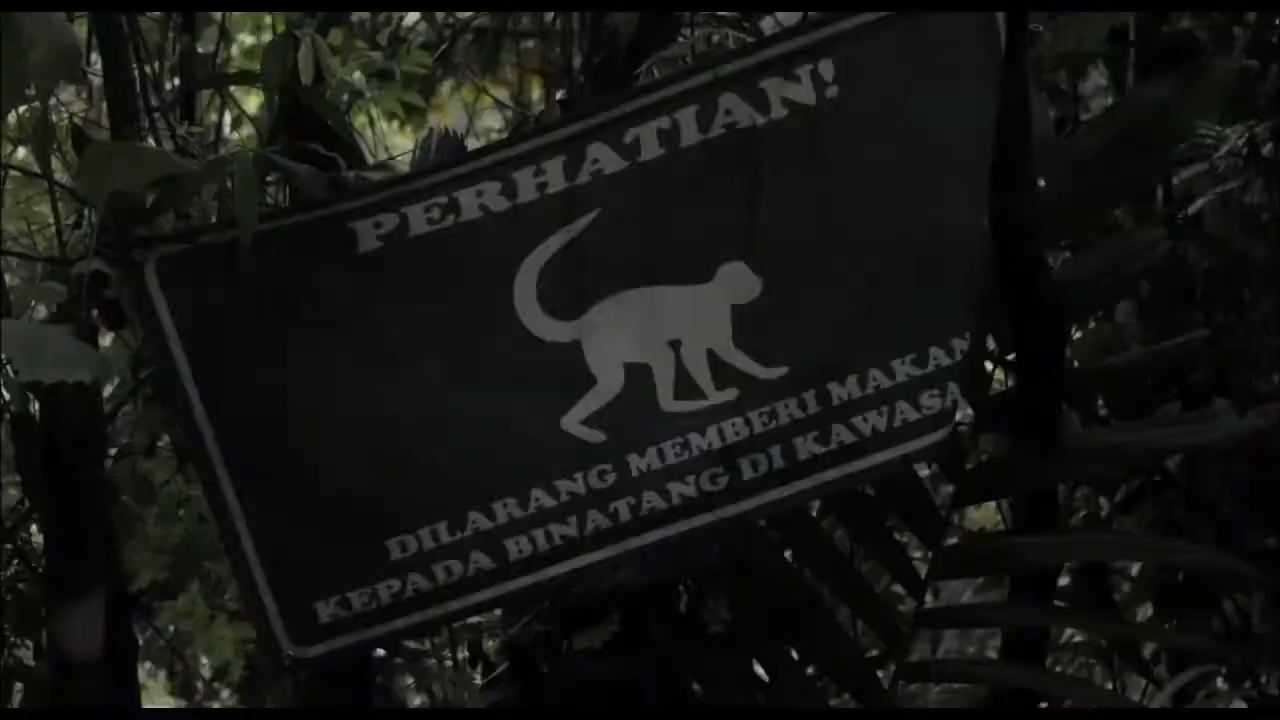 PERHATIAN!
DILARANG MEMBERI MAKAN
KEPADA BINATANG DI KAWASA